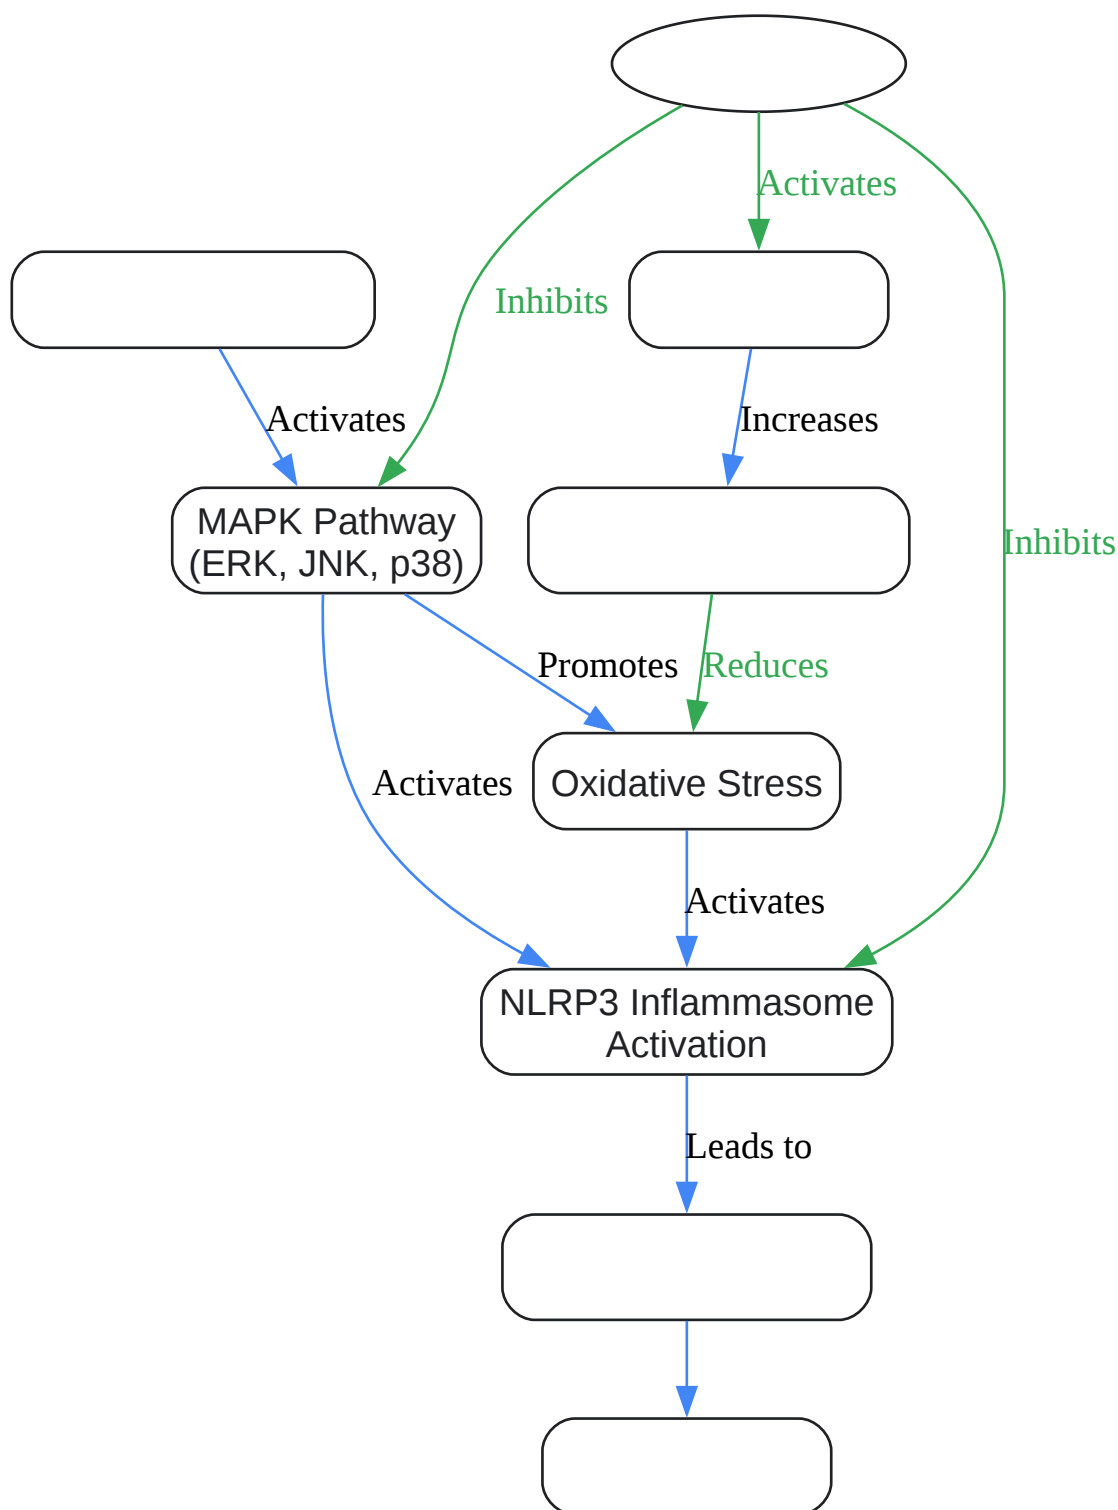 Activates
Inhibits
Activates
Increases
MAPK Pathway
(ERK, JNK, p38)
Inhibits
Promotes
Reduces
Activates
Oxidative Stress
Activates
NLRP3 Inflammasome
Activation
Leads to